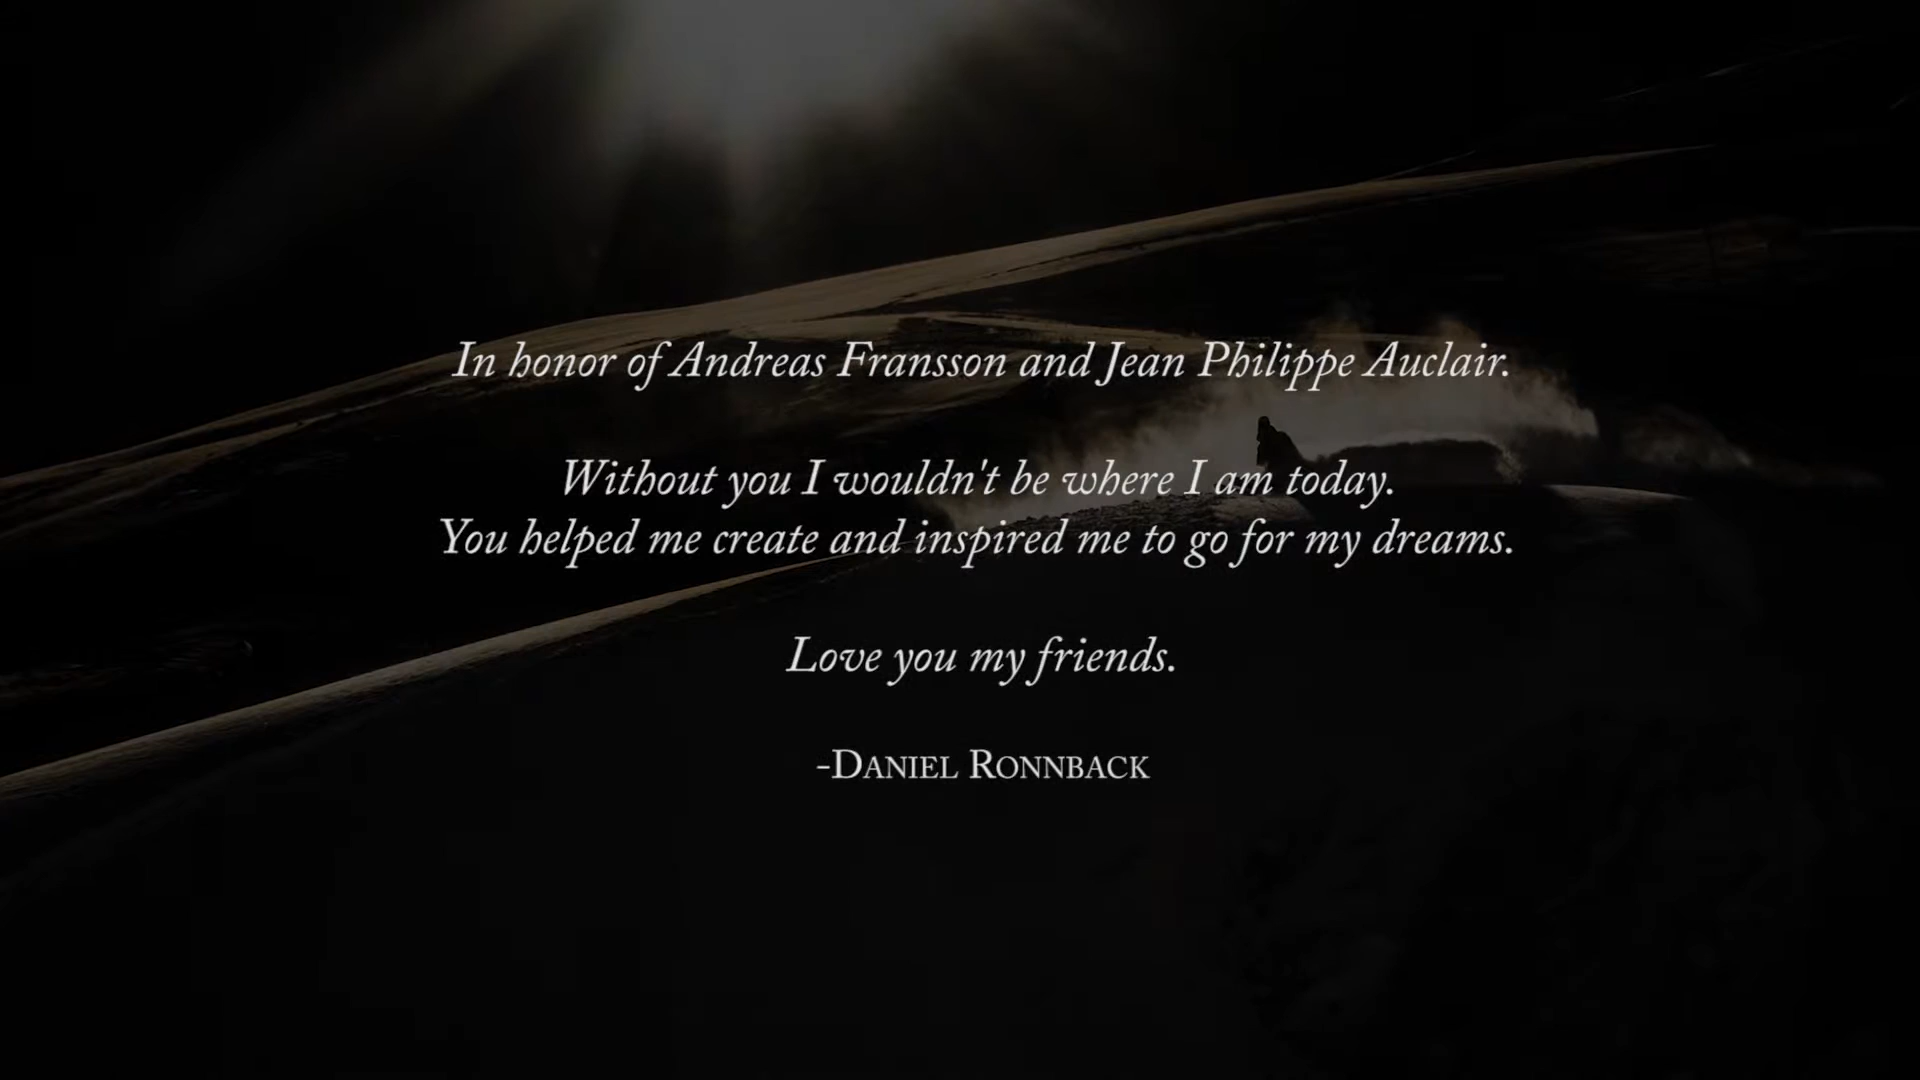 In honor of Andreas Fransson and Jean Philippe Auclair.
Without you I wouldn't be where I am today.
You helped me create and inspired me to go for my dreams.
Love you my friends.
-DANIEL RONNBACK